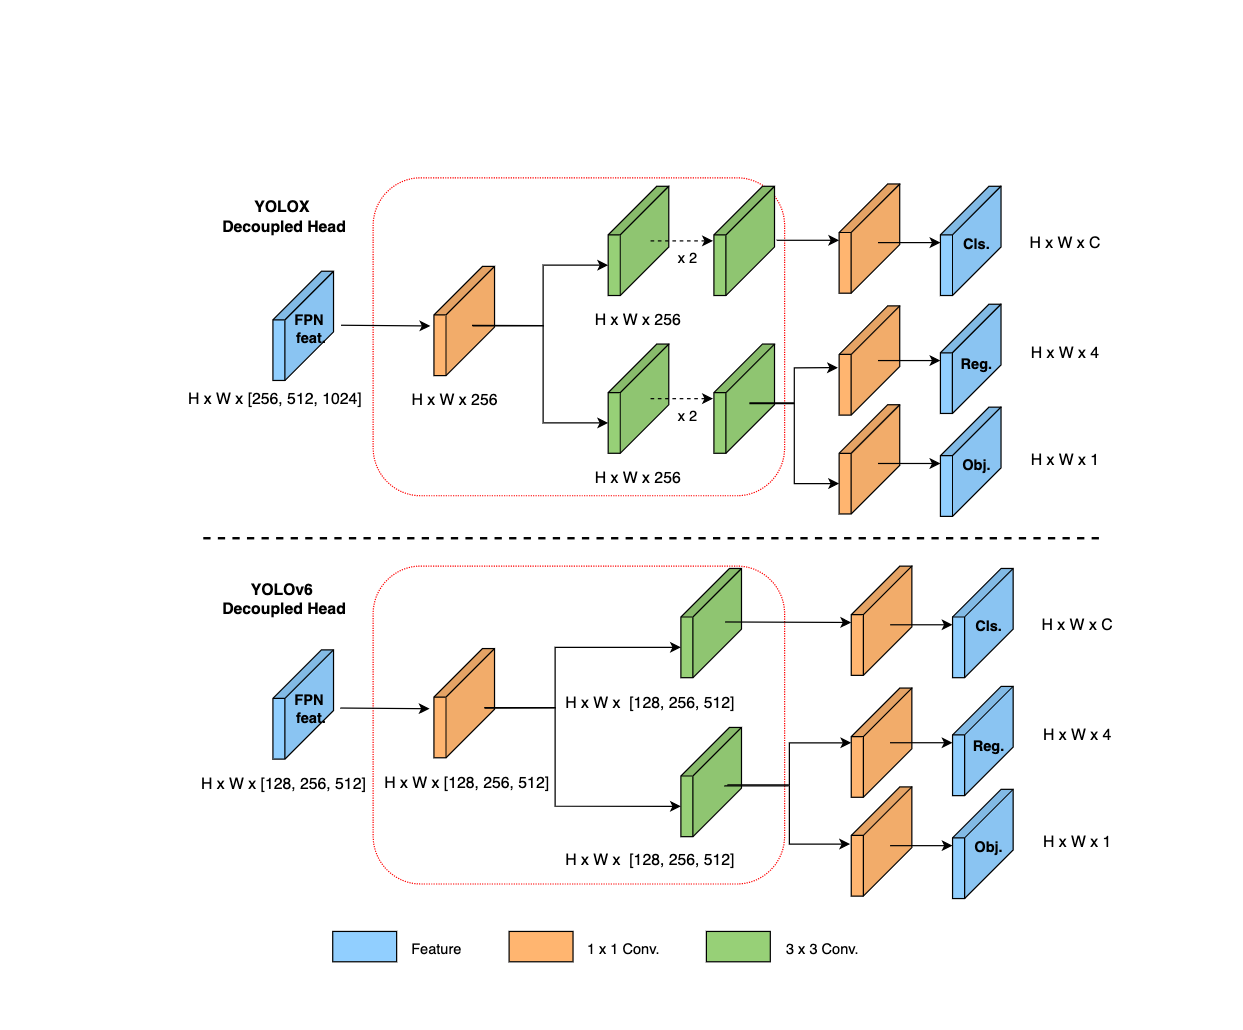 YOLOX
Decoupled Head
FPN
feat.
H x W x [256, 512, 1024]
H x W x 256
x 2
H x W x 256
x 2
H x W x 256
Cls.
H x W x C
Reg.
H x W x 4
Obj.
H x W x 1
YOLOv6
Decoupled Head
FPN
feat.
H x W x [128, 256, 512]
H x W x [128, 256, 512]
H x W x [128, 256, 512]
H x W x [128, 256, 512]
Cls.
H x W x C
Reg.
H x W x 4
Obj.
H x W x 1
Feature
1 x 1 Conv.
3 x 3 Conv.